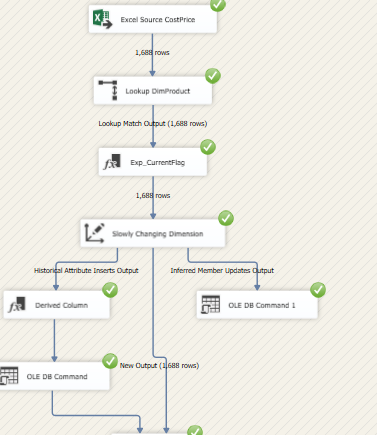 Excel Source CostPrice
1,688 rows
Lookup DimProduct
Lookup Match Output (1,688 rows)
Exp_CurrentFlag
1,688 rows
Slowly Changing Dimension
Historical Attribute Inserts Output
Inferred Member Updates Output
Derived Column
OLE DB Command 1
New Output (1,688 rows)
OLE DB Command